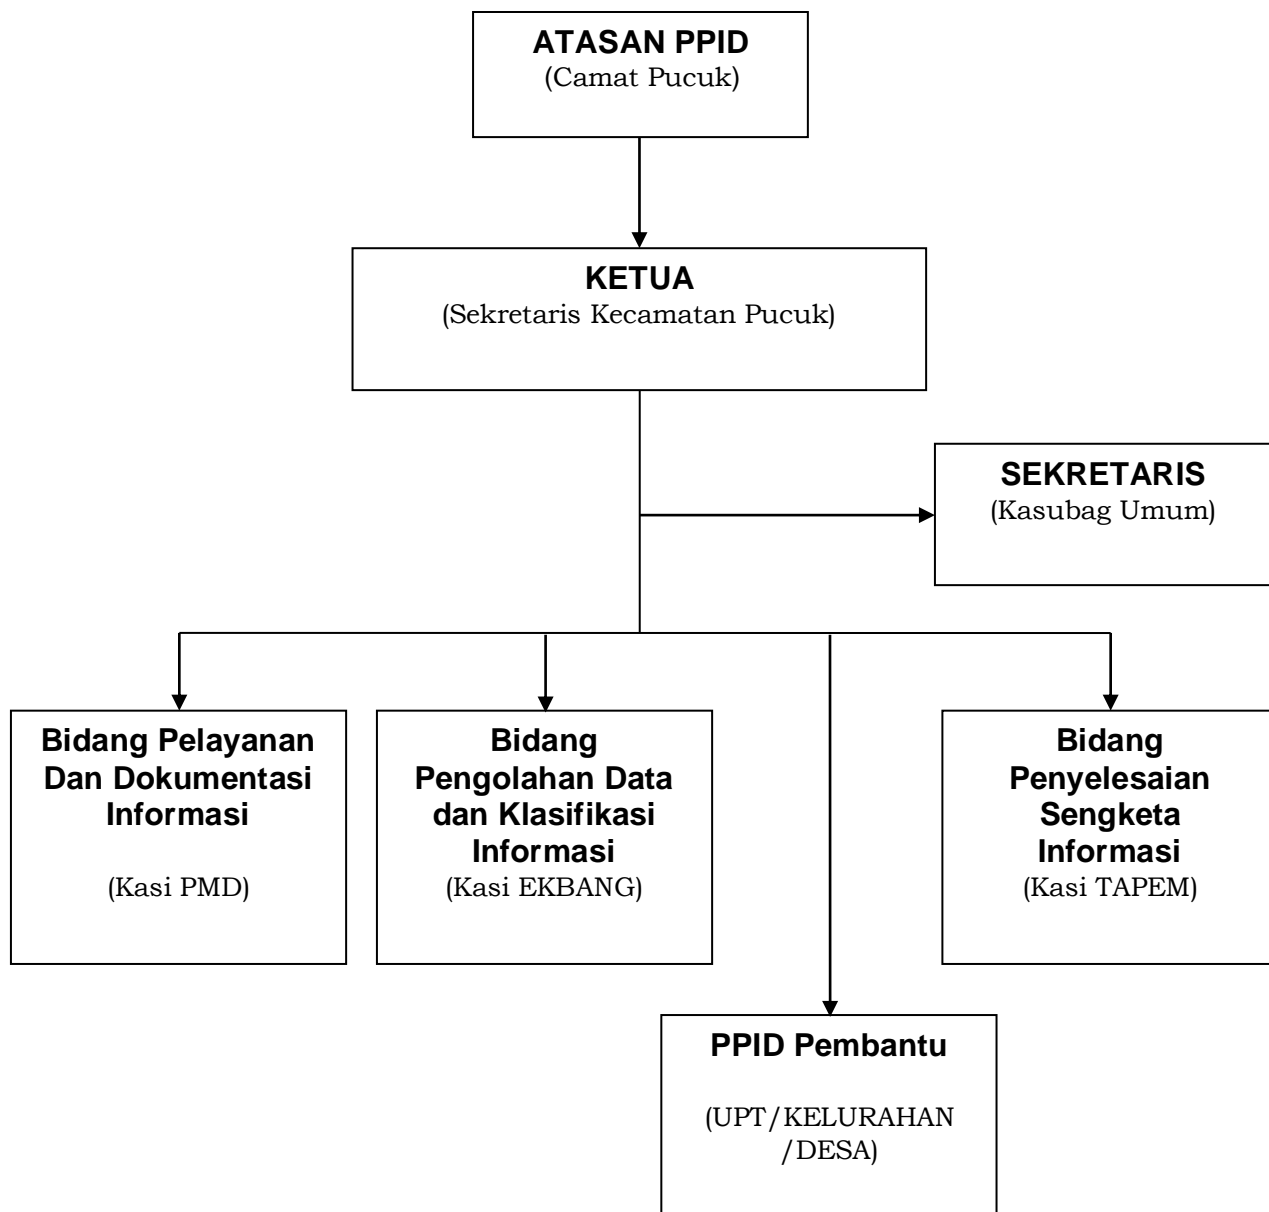 ATASAN PPID
(Camat Pucuk)
KETUA
(Sekretaris Kecamatan Pucuk)
SEKRETARIS
(Kasubag Umum)
Bidang Pelayanan
Dan Dokumentasi
Informasi
(Kasi PMD)
Bidang
Pengolahan Data
dan Klasifikasi
Informasi
(Kasi EKBANG)
Bidang
Penyelesaian
Sengketa
Informasi
(Kasi TAPEM)
PPID Pembantu
(UPT/KELURAHAN
/DESA)